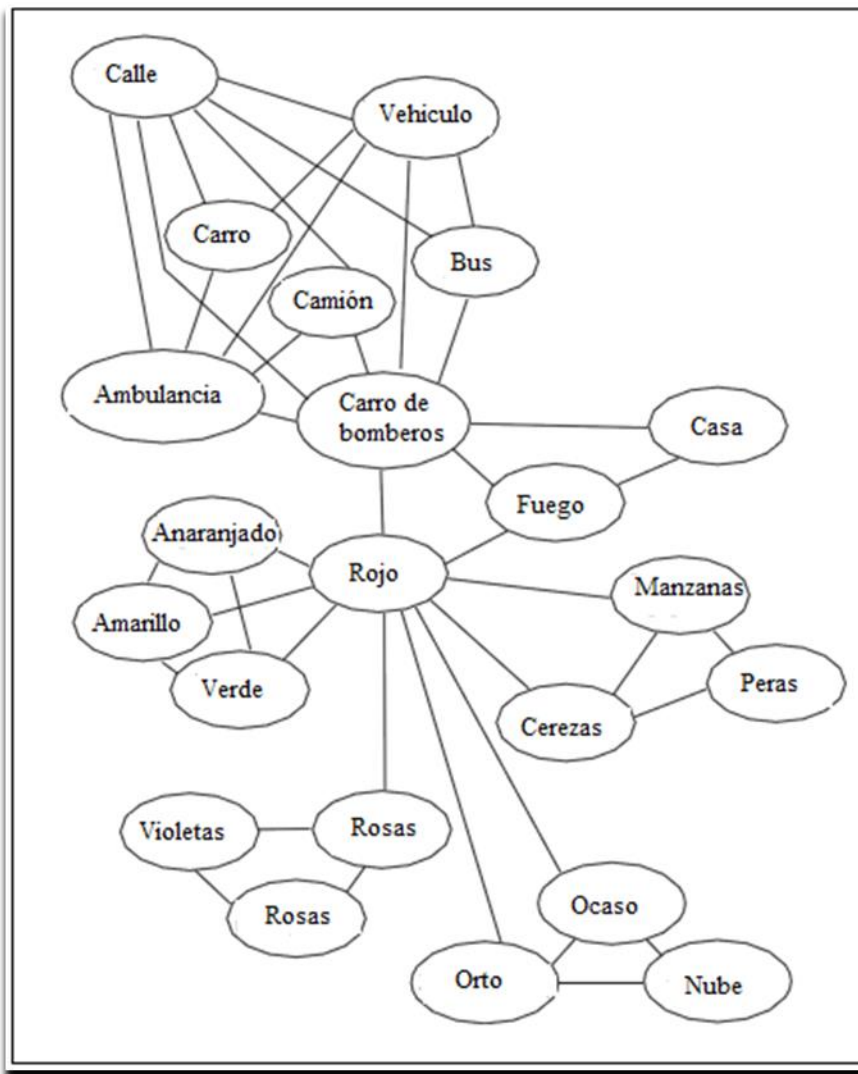 Calle
Vehiculo
Carro
Bus
Camión
Ambulancia
Carro de
bomberos
Casa
Fuego
Anaranjado
Rojo
Manzanas
Amarillo
Verde
Peras
Cerezas
Violetas
Rosas
Rosas
Ocaso
Orto
Nube